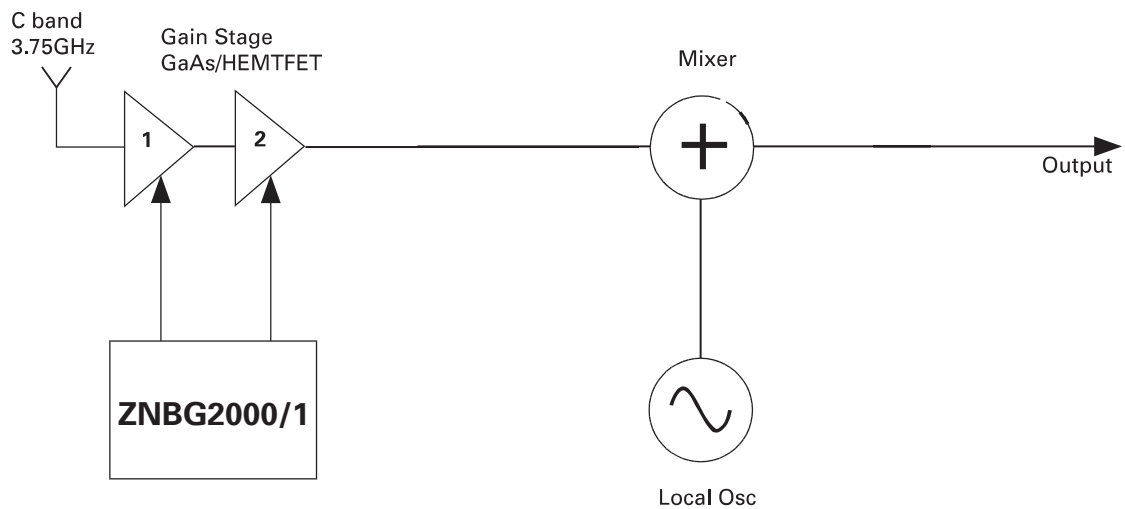 C band
3.75GHz
Gain Stage
GaAs/HEMTFET
Mixer
1
2
Output
ZNBG2000/1
Local Osc